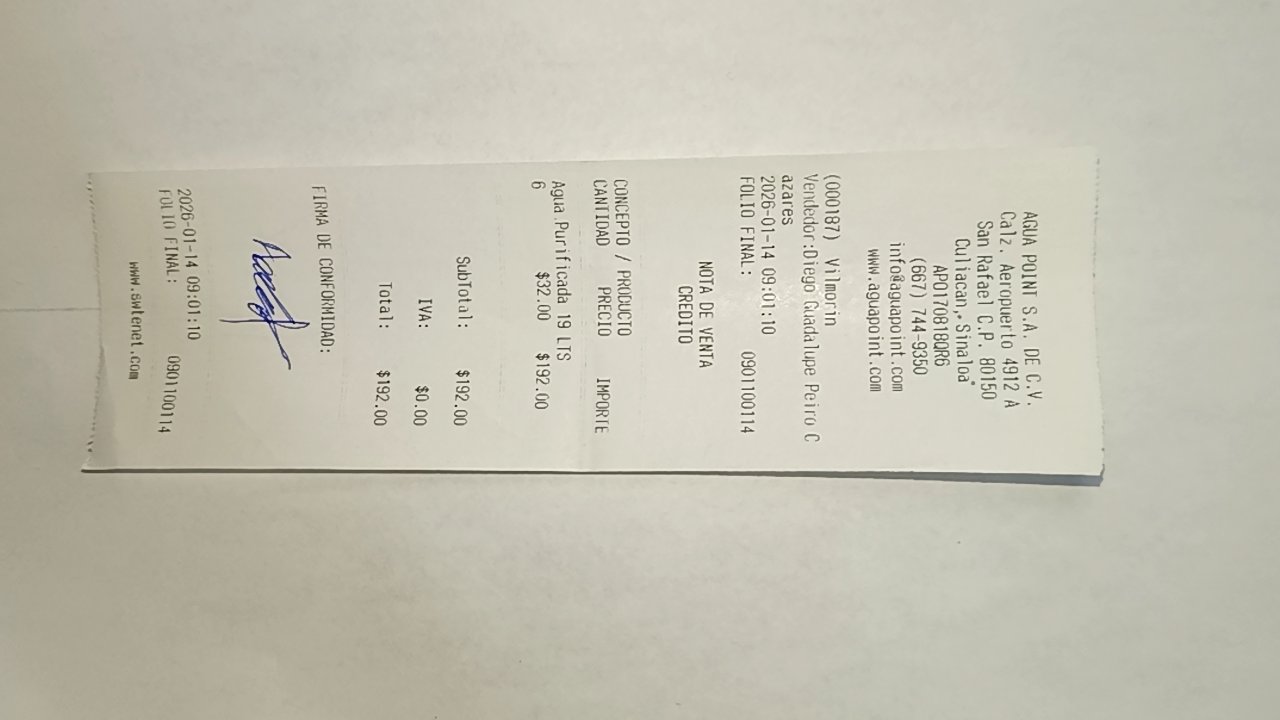 AGUA POINT S.A. DE C.V.
Calz. Aeropuerto 4912 A
San Rafael C.P. 80150
Culiacan, Sinaloa
APO1708180R6
(667) 744-9350
info@aguapoint.com
www.aguapoint.com
(000187) Vilmorin
Vendedor:Diego Guadalupe Peiro C
azares
2026-01-14 09:01:10
FOLIO FINAL: 0901100114
NOTA DE VENTA
CREDITO
CONCEPTO / PRODUCTO
CANTIDAD PRECIO IMPORTE
Agua Purificada 19 LTS
6 $32.00 $192.00
SubTotal: $192.00
IVA: $0.00
Total: $192.00
FIRMA DE CONFORMIDAD:
2026-01-14 09:01:10
FOLIO FINAL: 0901100114
www.swtenet.com